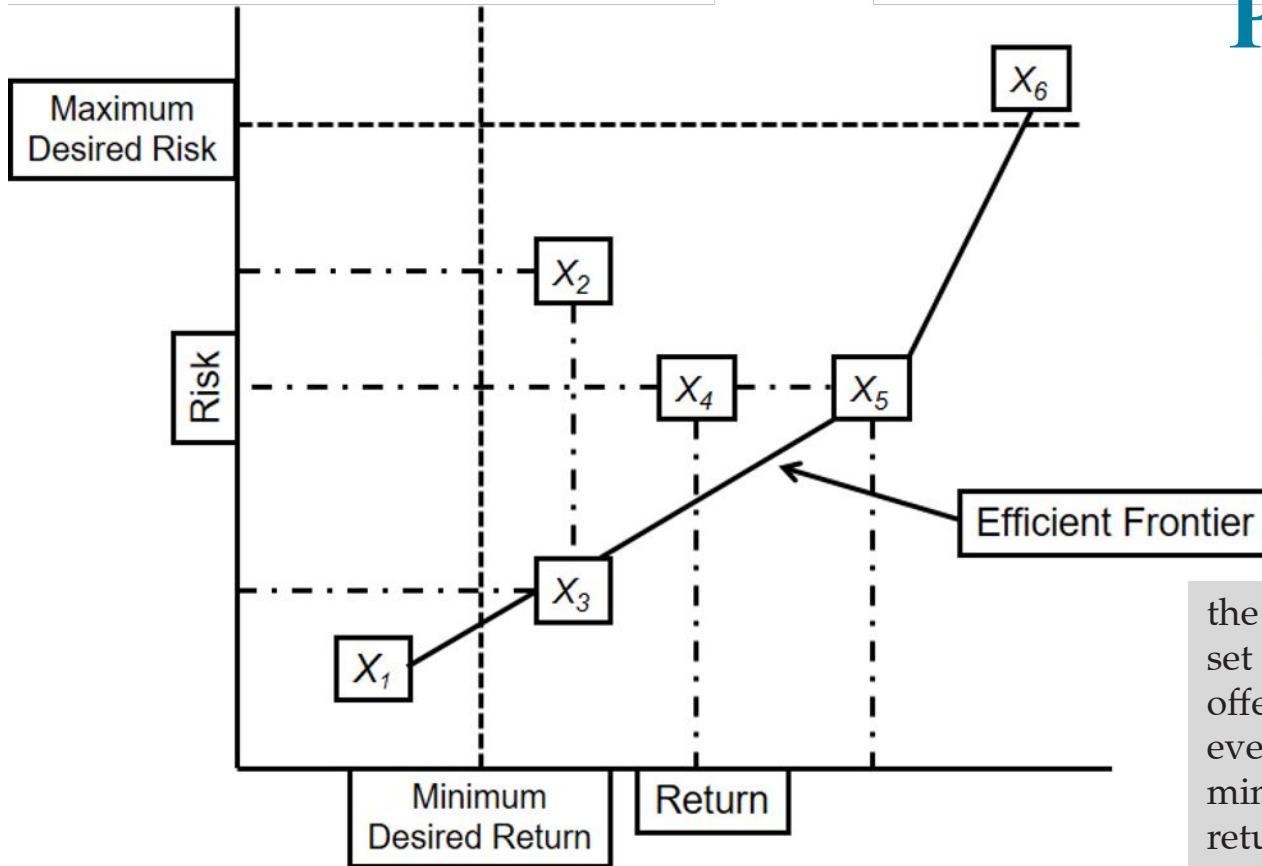 P
Maximum
Desired Risk
X6
X2
Risk
X4
X5
Efficient Frontier
X3
X1
Minimum
Desired Return
Return
the
set
offe
eve
min
retu